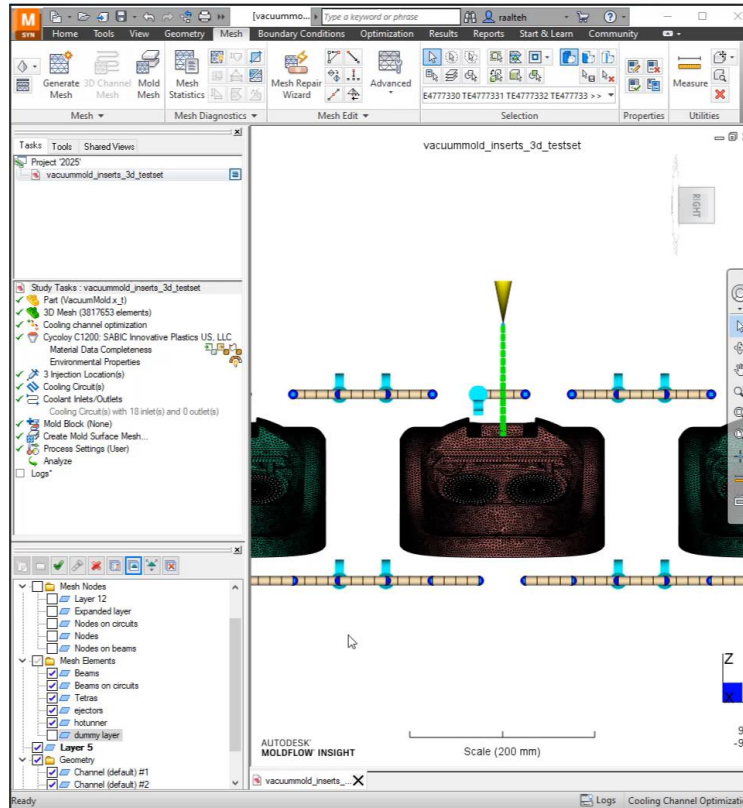 M
SYN
[vacuummo...
Type a keyword or phrase
raalteh
Home Tools View Geometry Mesh Boundary Conditions Optimization Results Reports Start & Learn Community
Generate Mesh
3D Channel Mesh
Mold Mesh
Mesh Statistics
Mesh Repair Wizard
Advanced
E4777330 TE4777331 TE4777332 TE477733 >>
Measure
Mesh
Mesh Diagnostics
Mesh Edit
Selection
Properties
Utilities
Tasks Tools Shared Views
Project '2025'
vacuummold_inserts_3d_testset
Study Tasks : vacuummold_inserts_3d_testset
Part (VacuumMold.x_t)
3D Mesh (3817653 elements)
Cooling channel optimization
Cycoloy C1200: SABIC Innovative Plastics US, LLC
Material Data Completeness
Environmental Properties
3 Injection Location(s)
Cooling Circuit(s)
Coolant Inlets/Outlets
Cooling Circuit(s) with 18 inlet(s) and 0 outlet(s)
Mold Block (None)
Create Mold Surface Mesh...
Process Settings (User)
Analyze
Logs*
Mesh Nodes
Layer 12
Expanded layer
Nodes on circuits
Nodes
Nodes on beams
Mesh Elements
Beams
Beams on circuits
Tetras
ejectors
hotunner
dummy layer
Layer 5
Geometry
Channel (default) #1
Channel (default) #2
vacuummold_inserts_3d_testset
RIGHT
Z
X
9
-9
AUTODESK'
MOLDFLOW' INSIGHT
Scale (200 mm)
vacuummold_inserts_...
Ready
Logs
Cooling Channel Optimizati